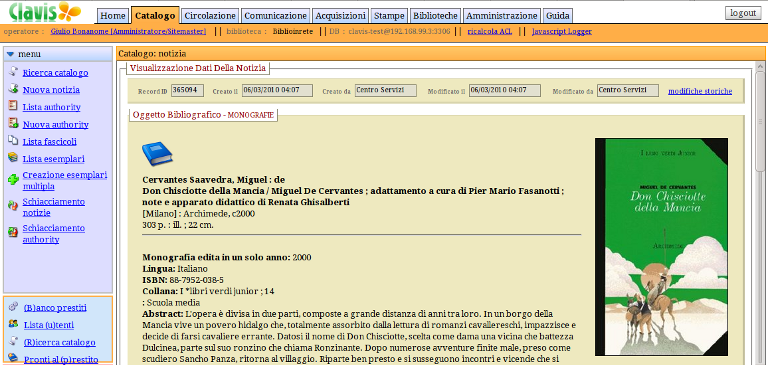 Clavis
Home Catalogo Circolazione Comunicazione Acquisizioni Stampe Biblioteche Amministrazione Guida logout
operatore : Giulio Bonanome [Amministratore/Sitemaster] || biblioteca : Biblioinrete || DB : clavis-test@192.168.99.3:3306 || ricalcola ACL || Javascript Logger
menu
Ricerca catalogo
Nuova notizia
Lista authority
Nuova authority
Lista fascicoli
Lista esemplari
Creazione esemplari
multipla
Schiacciamento
notizie
Schiacciamento
authority
(B)anco prestiti
Lista (u)tenti
(R)icerca catalogo
Pronti al (p)restito
Catalogo: notizia
Visualizzazione Dati Della Notizia
Record ID 365094 Creato il 06/03/2010 04:07 Creato da Centro Servizi Modificato il 06/03/2010 04:07 Modificato da Centro Servizi modifiche storiche
Oggetto Bibliografico - MONOGRAFIE
Cervantes Saavedra, Miguel : de
Don Chisciotte della Mancia / Miguel De Cervantes ; adattamento a cura di Pier Mario Fasanotti ;
note e apparato didattico di Renata Ghisalberti
[Milano] : Archimede, c2000
303 p. : ill. ; 22 cm.
Monografia edita in un solo anno: 2000
Lingua: Italiano
ISBN: 88-7952-038-5
Collana: I *libri verdi junior ; 14
: Scuola media
Abstract: L'opera è divisa in due parti, composte a grande distanza di anni tra loro. In un borgo della
Mancia vive un povero hidalgo che, totalmente assorbito dalla lettura di romanzi cavallereschi, impazzisce e
decide di farsi cavaliere errante. Datosi il nome di Don Chisciotte, scelta come dama una vicina che battezza
Dulcinea, parte sul suo ronzino che chiama Ronzinante. Dopo numerose avventure finite male, preso come
scudiero Sancho Panza, ritorna al villaggio. Riparte ben presto e si susseguono incontri e vicende che si
I LIBRI VERDI JUNIOR
MIGUEL DE CERVANTES
Don Chisciotte
della Mancia
Archimede